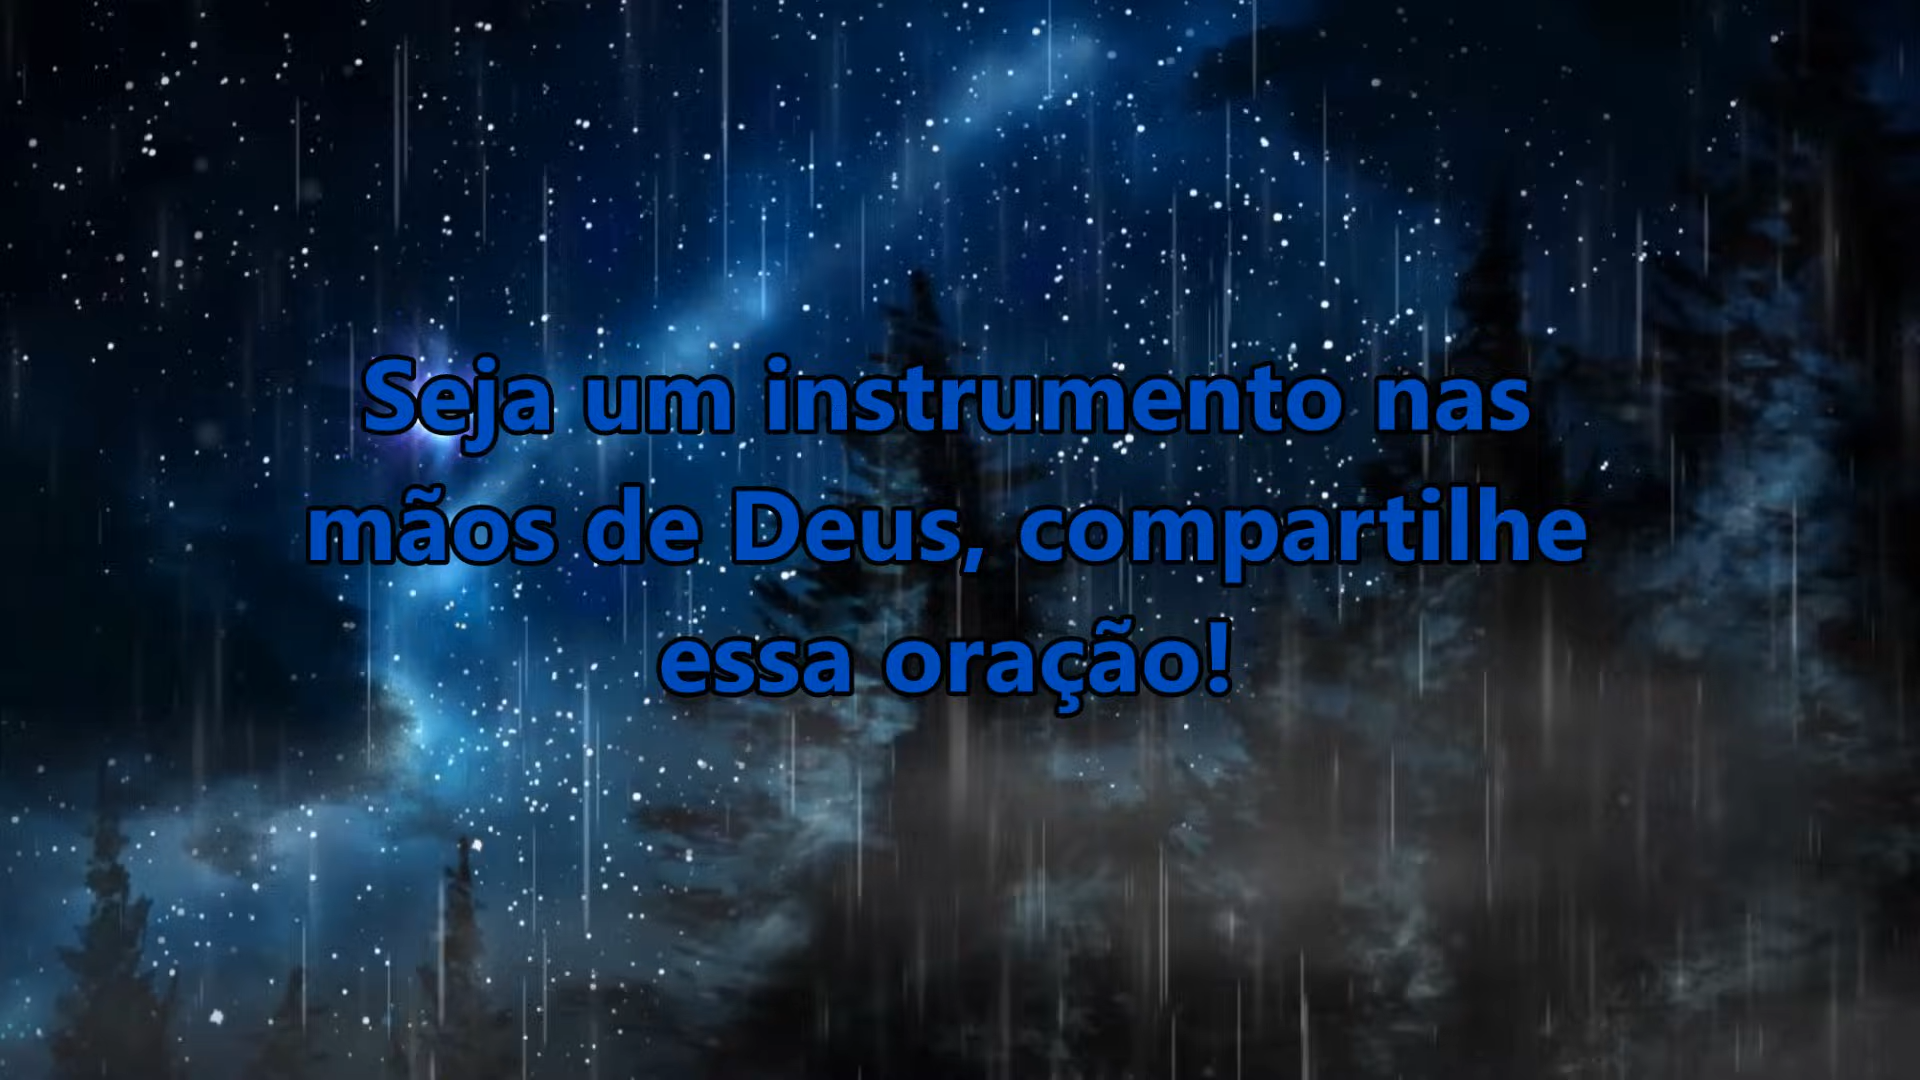 Seja um instrumento nas
mãos de Deus, compartilhe
essa oração!